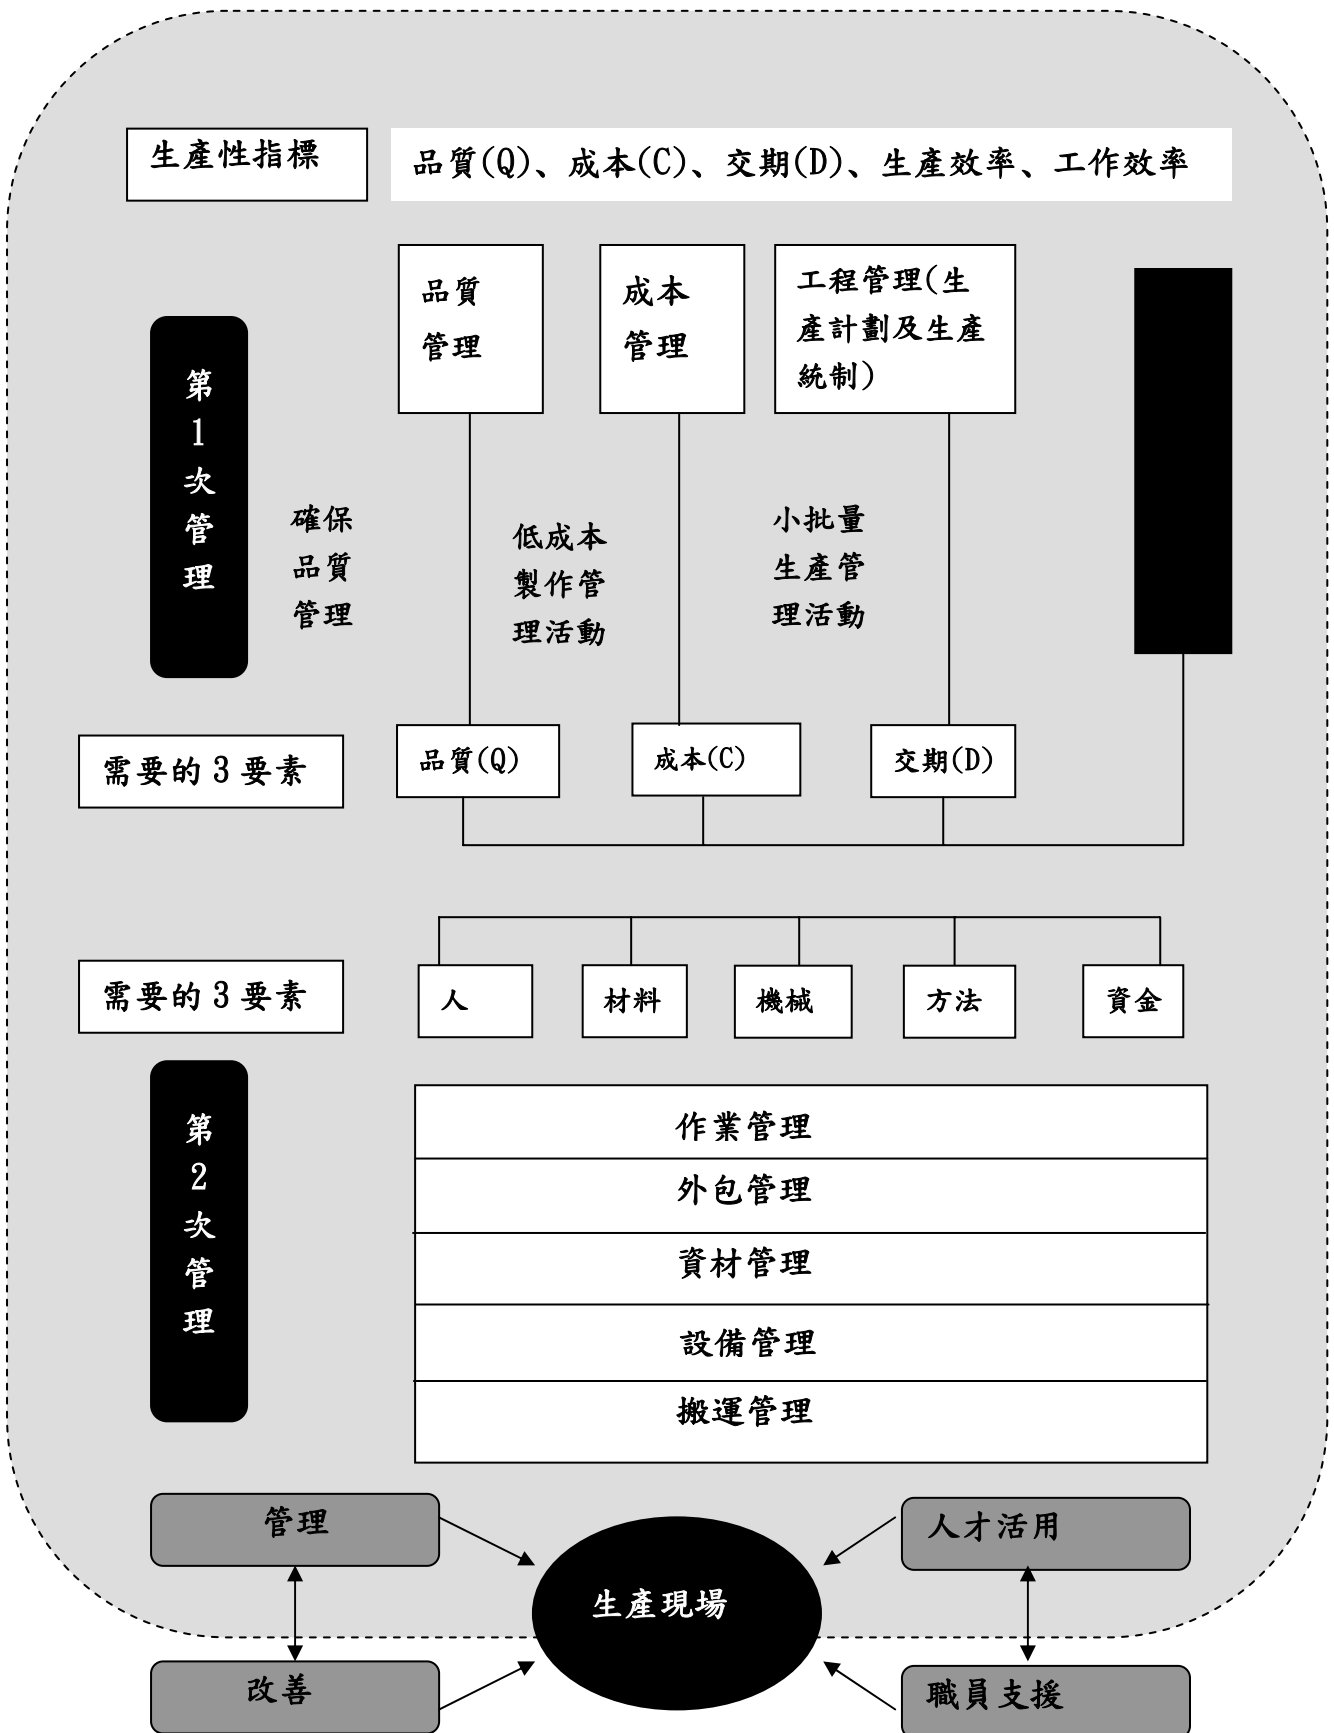 生產性指標
品質(Q)、成本(C)、交期(D)、生產效率、工作效率
品質
管理
成本
管理
工程管理(生
產計劃及生產
統制)
第
1
次
管
理
確保
品質
管理
低成本
製作管
理活動
小批量
生產管
理活動
需要的 3 要素
品質(Q)
成本(C)
交期(D)
需要的 3 要素
人
材料
機械
方法
資金
第
2
次
管
理
作業管理
外包管理
資材管理
設備管理
搬運管理
管理
人才活用
生產現場
改善
職員支援